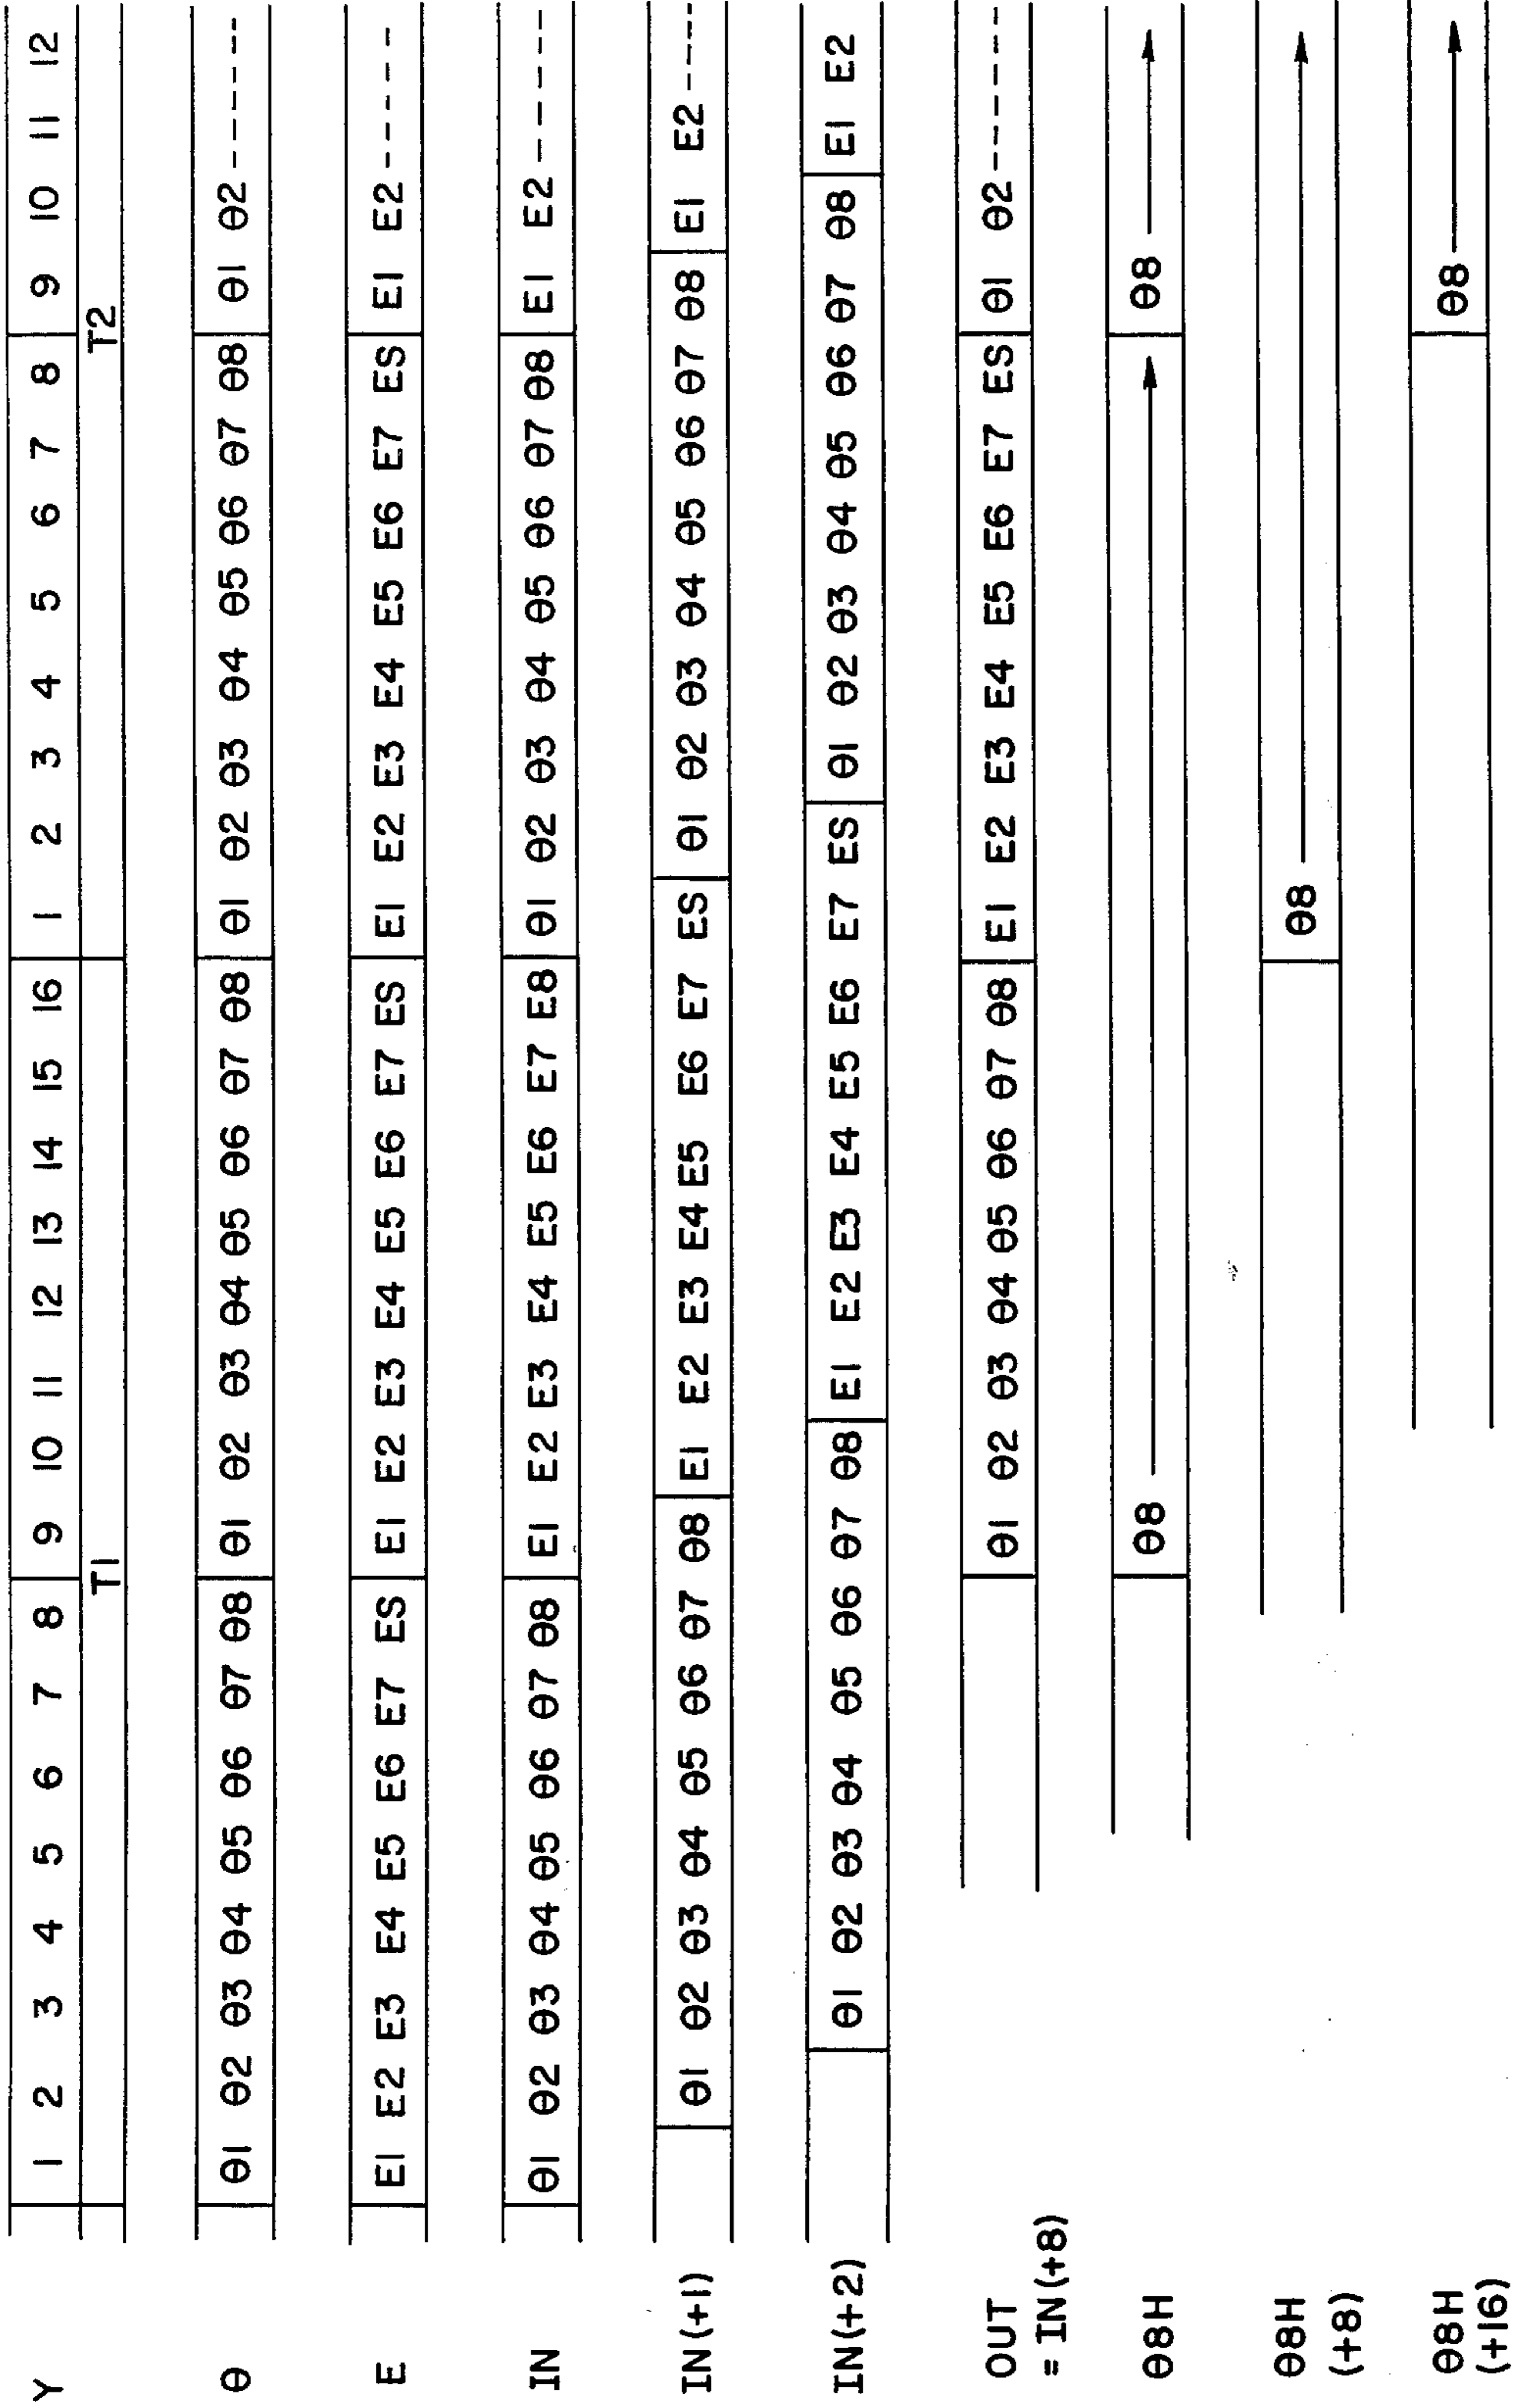 Y 1 2 3 4 5 6 7 8 9 10 11 12 13 14 15 16 1 2 3 4 5 6 7 8 9 10 11 12
T1 T2
θ θ1 θ2 θ3 θ4 θ5 θ6 θ7 θ8 θ1 θ2 θ3 θ4 θ5 θ6 θ7 θ8 θ1 θ2 θ3 θ4 θ5 θ6 θ7 θ8 θ1 θ2------
E E1 E2 E3 E4 E5 E6 E7 ES E1 E2 E3 E4 E5 E6 E7 ES E1 E2 E3 E4 E5 E6 E7 ES E1 E2-----
IN θ1 θ2 θ3 θ4 θ5 θ6 θ7 θ8 E1 E2 E3 E4 E5 E6 E7 E8 θ1 θ2 θ3 θ4 θ5 θ6 θ7 θ8 E1 E2------
IN(+1) θ1 θ2 θ3 θ4 θ5 θ6 θ7 θ8 E1 E2 E3 E4 E5 E6 E7 ES θ1 θ2 θ3 θ4 θ5 θ6 θ7 θ8 E1 E2----
IN(+2) θ1 θ2 θ3 θ4 θ5 θ6 θ7 θ8 E1 E2 E3 E4 E5 E6 E7 ES θ1 θ2 θ3 θ4 θ5 θ6 θ7 θ8 E1 E2
OUT θ1 θ2 θ3 θ4 θ5 θ6 θ7 θ8 E1 E2 E3 E4 E5 E6 E7 ES θ1 θ2------
= IN(+8)
θ8H θ8 θ8
θ8H θ8
(+8)
θ8H θ8
(+16)